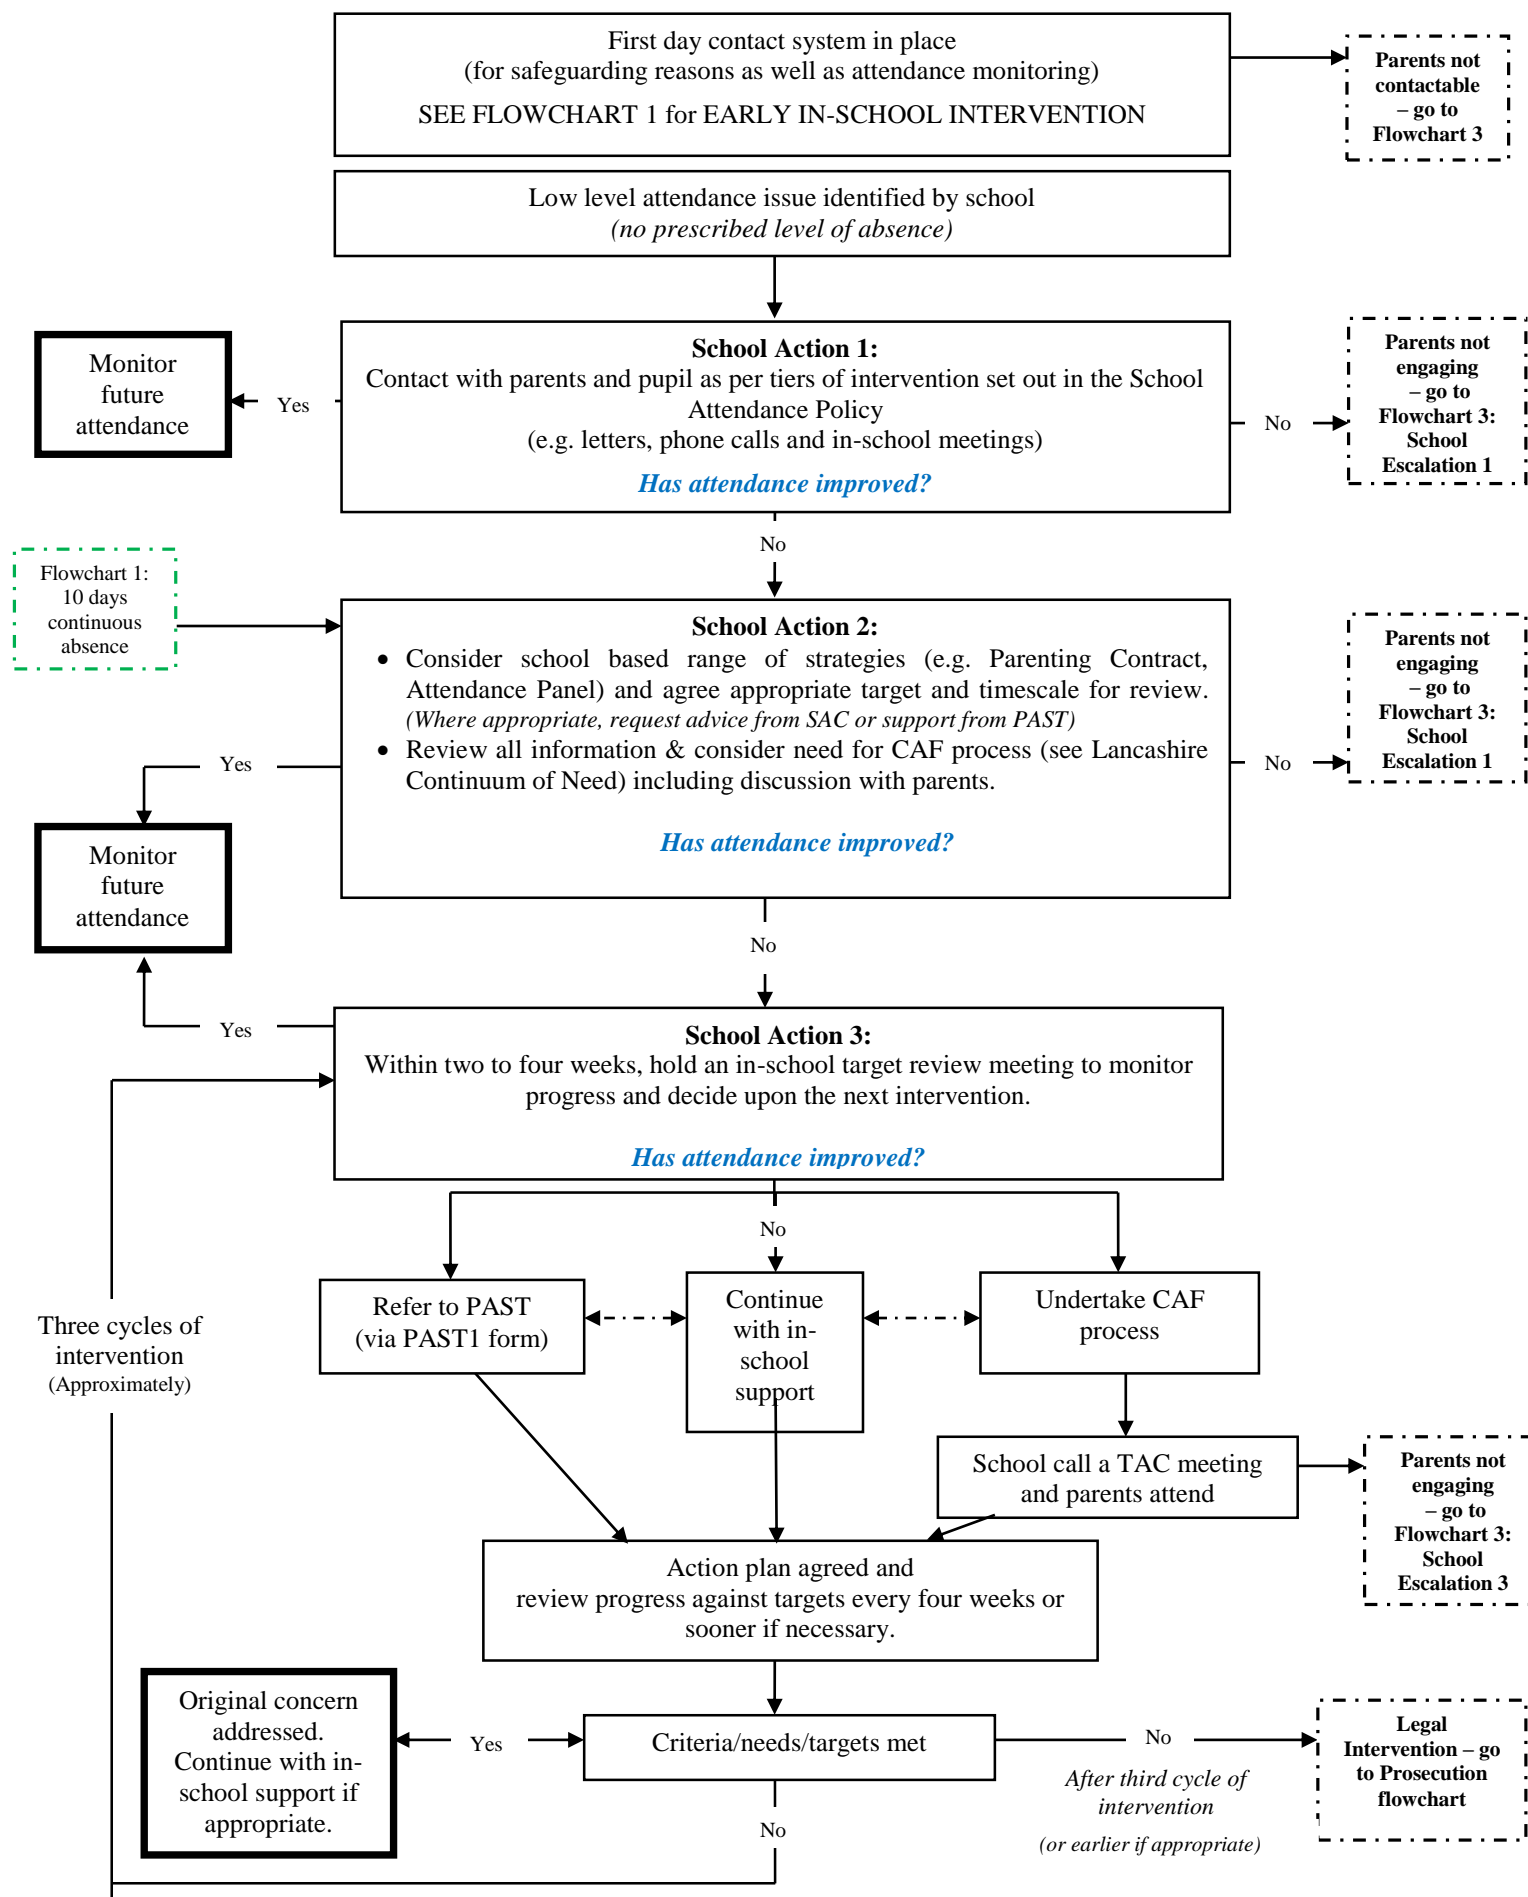 First day contact system in place
(for safeguarding reasons as well as attendance monitoring)
SEE FLOWCHART 1 for EARLY IN-SCHOOL INTERVENTION
Parents not
contactable
– go to
Flowchart 3
Low level attendance issue identified by school
(no prescribed level of absence)
Monitor
future
attendance
Yes
School Action 1:
Contact with parents and pupil as per tiers of intervention set out in the School
Attendance Policy
(e.g. letters, phone calls and in-school meetings)
Has attendance improved?
No
Parents not
engaging
– go to
Flowchart 3:
School
Escalation 1
No
Flowchart 1:
10 days
continuous
absence
School Action 2:
• Consider school based range of strategies (e.g. Parenting Contract,
Attendance Panel) and agree appropriate target and timescale for review.
(Where appropriate, request advice from SAC or support from PAST)
• Review all information & consider need for CAF process (see Lancashire
Continuum of Need) including discussion with parents.
Has attendance improved?
No
Parents not
engaging
– go to
Flowchart 3:
School
Escalation 1
Yes
Monitor
future
attendance
No
Yes
School Action 3:
Within two to four weeks, hold an in-school target review meeting to monitor
progress and decide upon the next intervention.
Has attendance improved?
No
Three cycles of
intervention
(Approximately)
Refer to PAST
(via PAST1 form)
Continue
with in-
school
support
Undertake CAF
process
School call a TAC meeting
and parents attend
Parents not
engaging
– go to
Flowchart 3:
School
Escalation 3
Action plan agreed and
review progress against targets every four weeks or
sooner if necessary.
Original concern
addressed.
Continue with in-
school support if
appropriate.
Yes
Criteria/needs/targets met
No
After third cycle of
intervention
(or earlier if appropriate)
Legal
Intervention – go
to Prosecution
flowchart
No